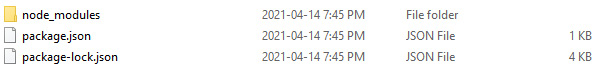 node_modules 2021-04-14 7:45 PM File folder
package.json 2021-04-14 7:45 PM JSON File 1 KB
package-lock.json 2021-04-14 7:45 PM JSON File 4 KB